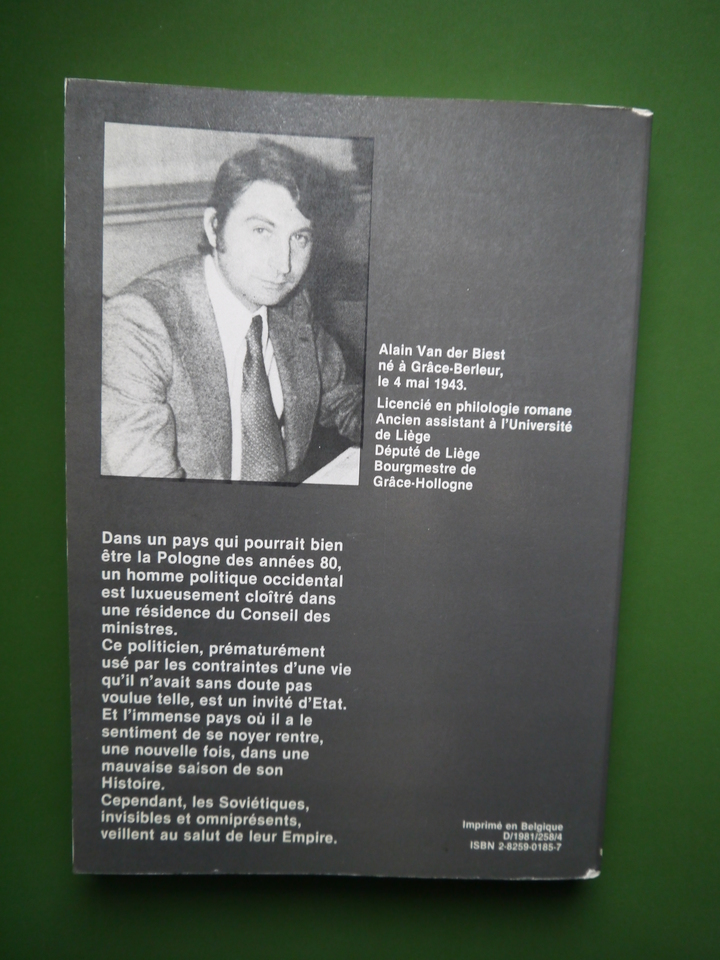 Alain Van der Biest
né à Grâce-Berleur,
le 4 mai 1943.
Licencié en philologie romane
Ancien assistant à l'Université
de Liège
Député de Liège
Bourgmestre de
Grâce-Hollogne
Dans un pays qui pourrait bien
être la Pologne des années 80,
un homme politique occidental
est luxueusement cloîtré dans
une résidence du Conseil des
ministres.
Ce politicien, prématurément
usé par les contraintes d'une vie
qu'il n'avait sans doute pas
voulue telle, est un invité d'Etat.
Et l'immense pays où il a le
sentiment de se noyer rentre,
une nouvelle fois, dans une
mauvaise saison de son
Histoire.
Cependant, les Soviétiques,
invisibles et omniprésents,
veillent au salut de leur Empire.
Imprimé en Belgique
D/1981/258/4
ISBN 2-8259-0185-7